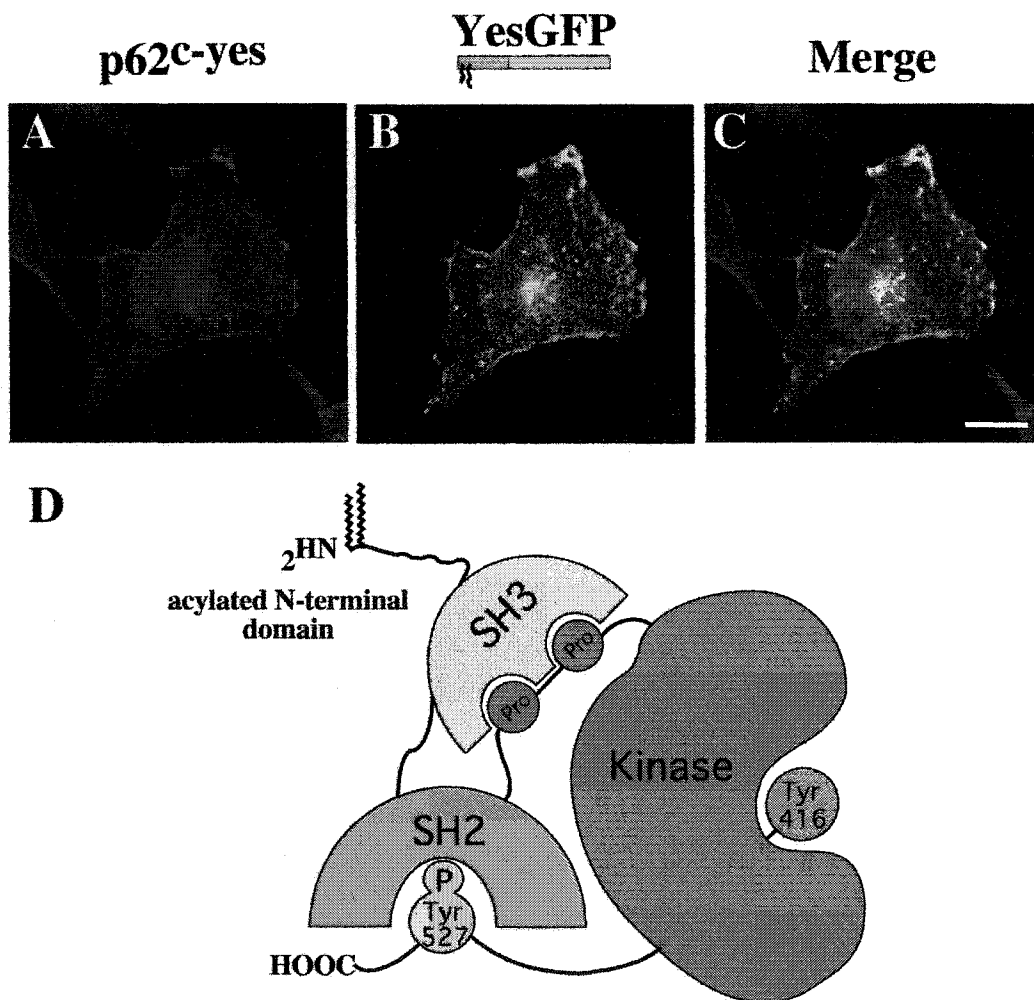 p62c-yes
YesGFP
Merge
A
B
C
D
2HN
acylated N-terminal
domain
SH3
Pro
Pro
Kinase
Tyr
416
SH2
P
Tyr
527
HOOC